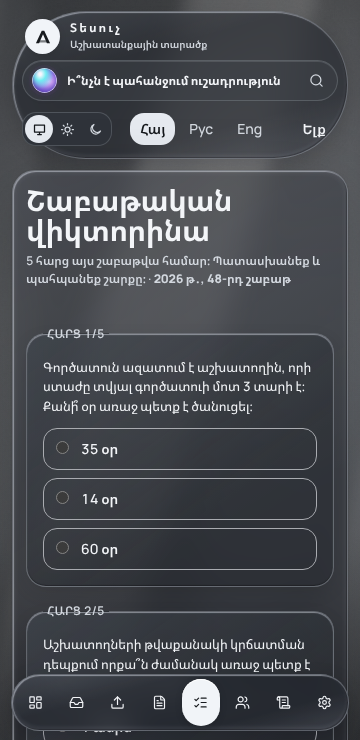 Տեսուչ
Աշխատանքային տարածք
Ի՞նչն է պահանջում ուշադրություն
Հայ Рус Eng Ելք
Շաբաթական
վիկտորինա
5 հարց այս շաբաթվա համար։ Պատասխանեք և
պահպանեք շարքը։ · 2026 թ., 48-րդ շաբաթ
ՀԱՐՑ 1/5
Գործատուն ազատում է աշխատողին, որի
ստաժը տվյալ գործատուի մոտ 3 տարի է։
Քանի՞ օր առաջ պետք է ծանուցել։
35 օր
14 օր
60 օր
ՀԱՐՑ 2/5
Աշխատողների թվաքանակի կրճատման
դեպքում որքա՞ն ժամանակ առաջ պետք է